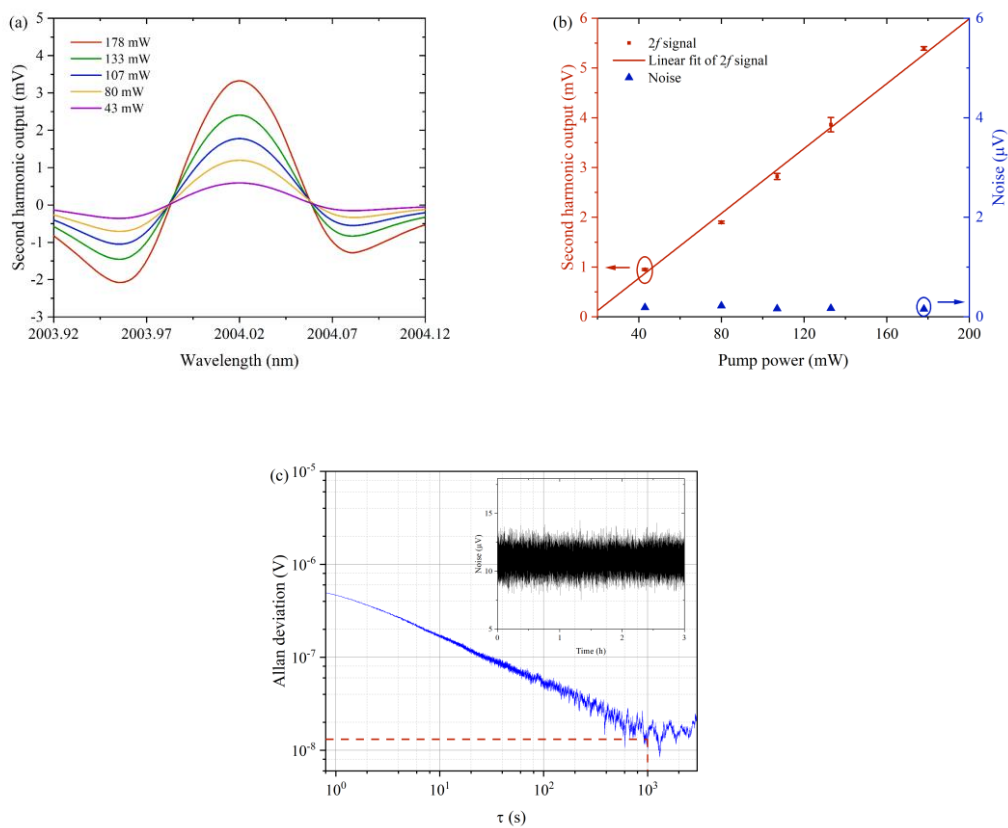 (a)
5
4
3
2
1
0
-1
-2
-3
Second harmonic output (mV)
178 mW
133 mW
107 mW
80 mW
43 mW
2003.92 2003.97 2004.02 2004.07 2004.12
Wavelength (nm)
(b)
6
5
4
3
2
1
0
Second harmonic output (mV)
2f signal
Linear fit of 2f signal
Noise
6
4
2
0
Noise (µV)
40 80 120 160 200
Pump power (mW)
(c)
10⁻⁵
10⁻⁶
10⁻⁷
10⁻⁸
Allan deviation (V)
15
10
5
Noise (µV)
0 1 2 3
Time (h)
10⁰ 10¹ 10² 10³
τ (s)